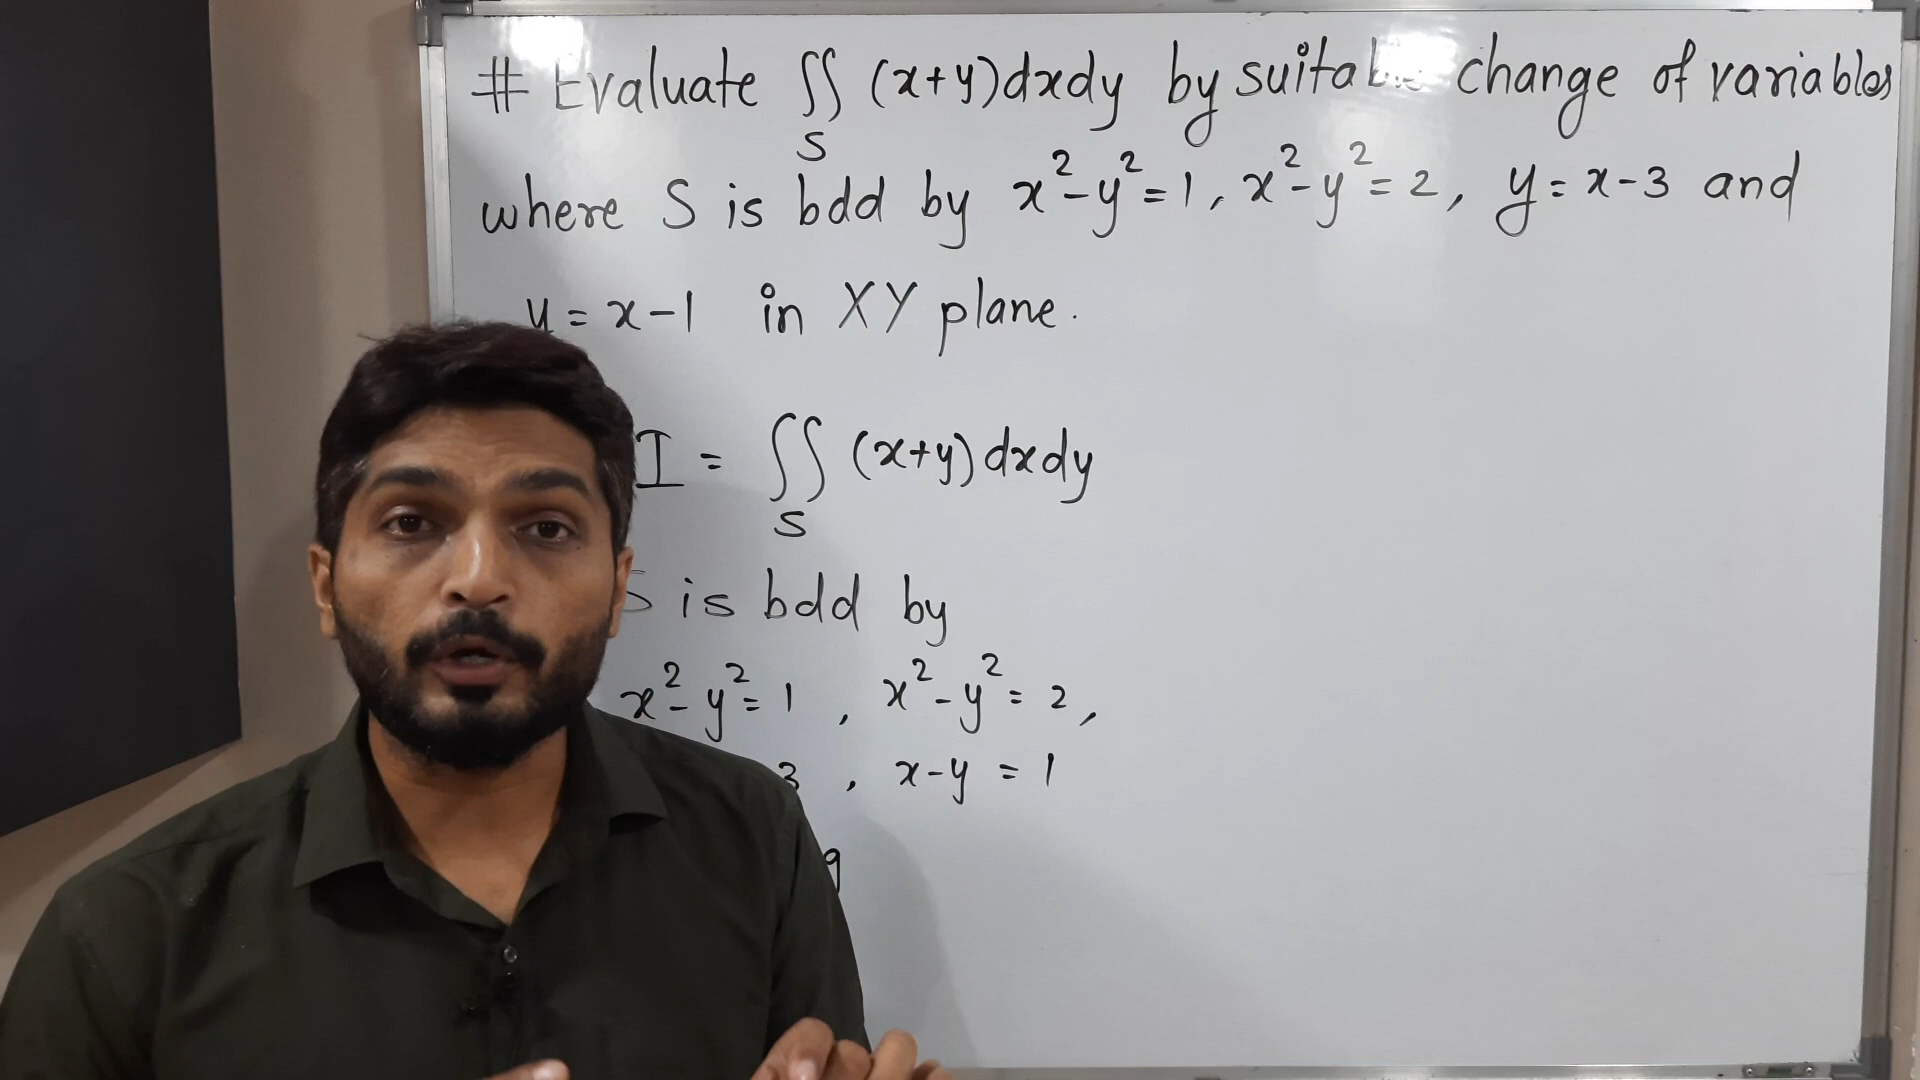 # Evaluate ∬_S (x+y)dxdy by change of variables
where S is bdd by x²-y²=1, x²-y²=2, y=x-3 and
y=x-1 in XY plane.
I = ∬_S (x+y)dxdy
S is bdd by
x²-y²=1, x²-y²=2,
3, x-y=1